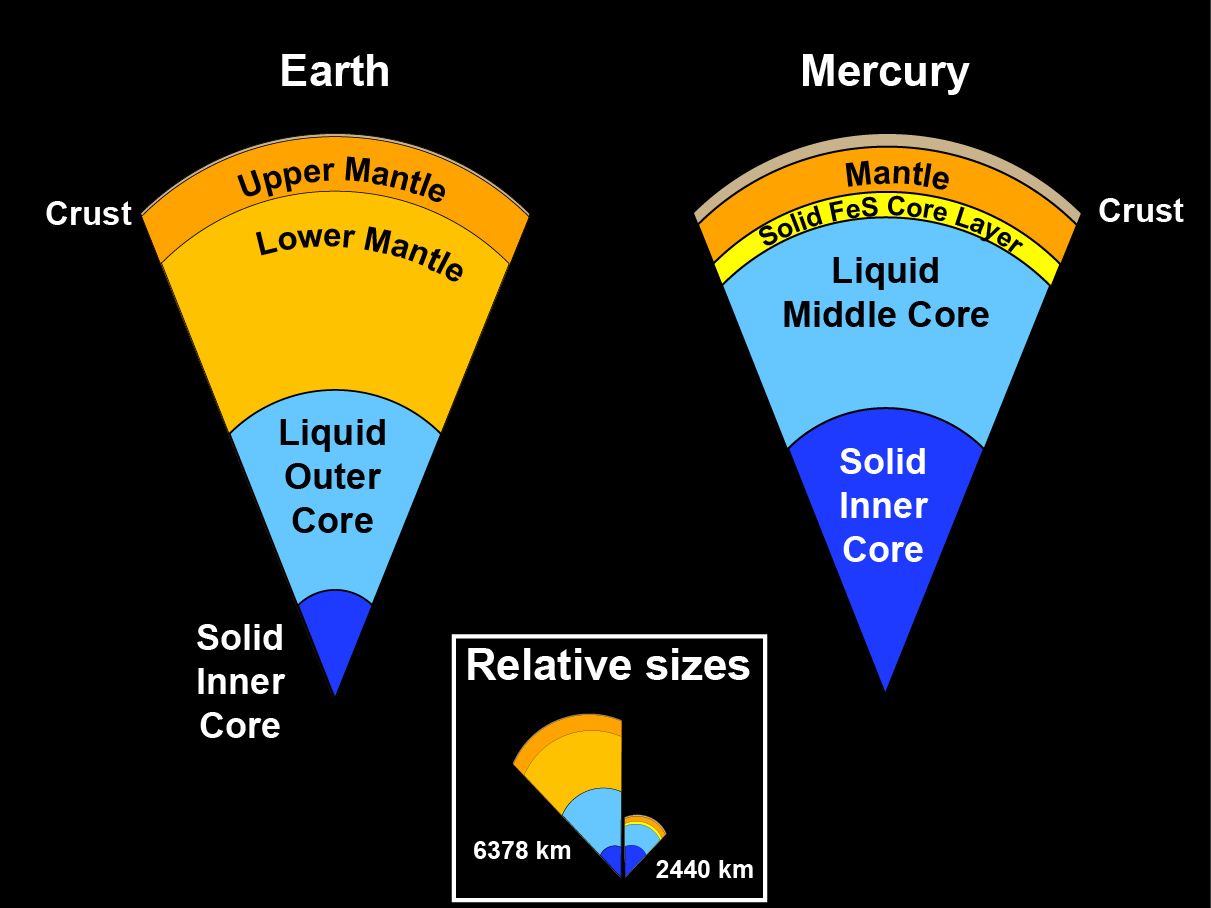 Earth
Upper Mantle
Crust
Lower Mantle
Liquid
Outer
Core
Solid
Inner
Core
Mercury
Mantle
Crust
Solid FeS Core Layer
Liquid
Middle Core
Solid
Inner
Core
Relative sizes
6378 km
2440 km